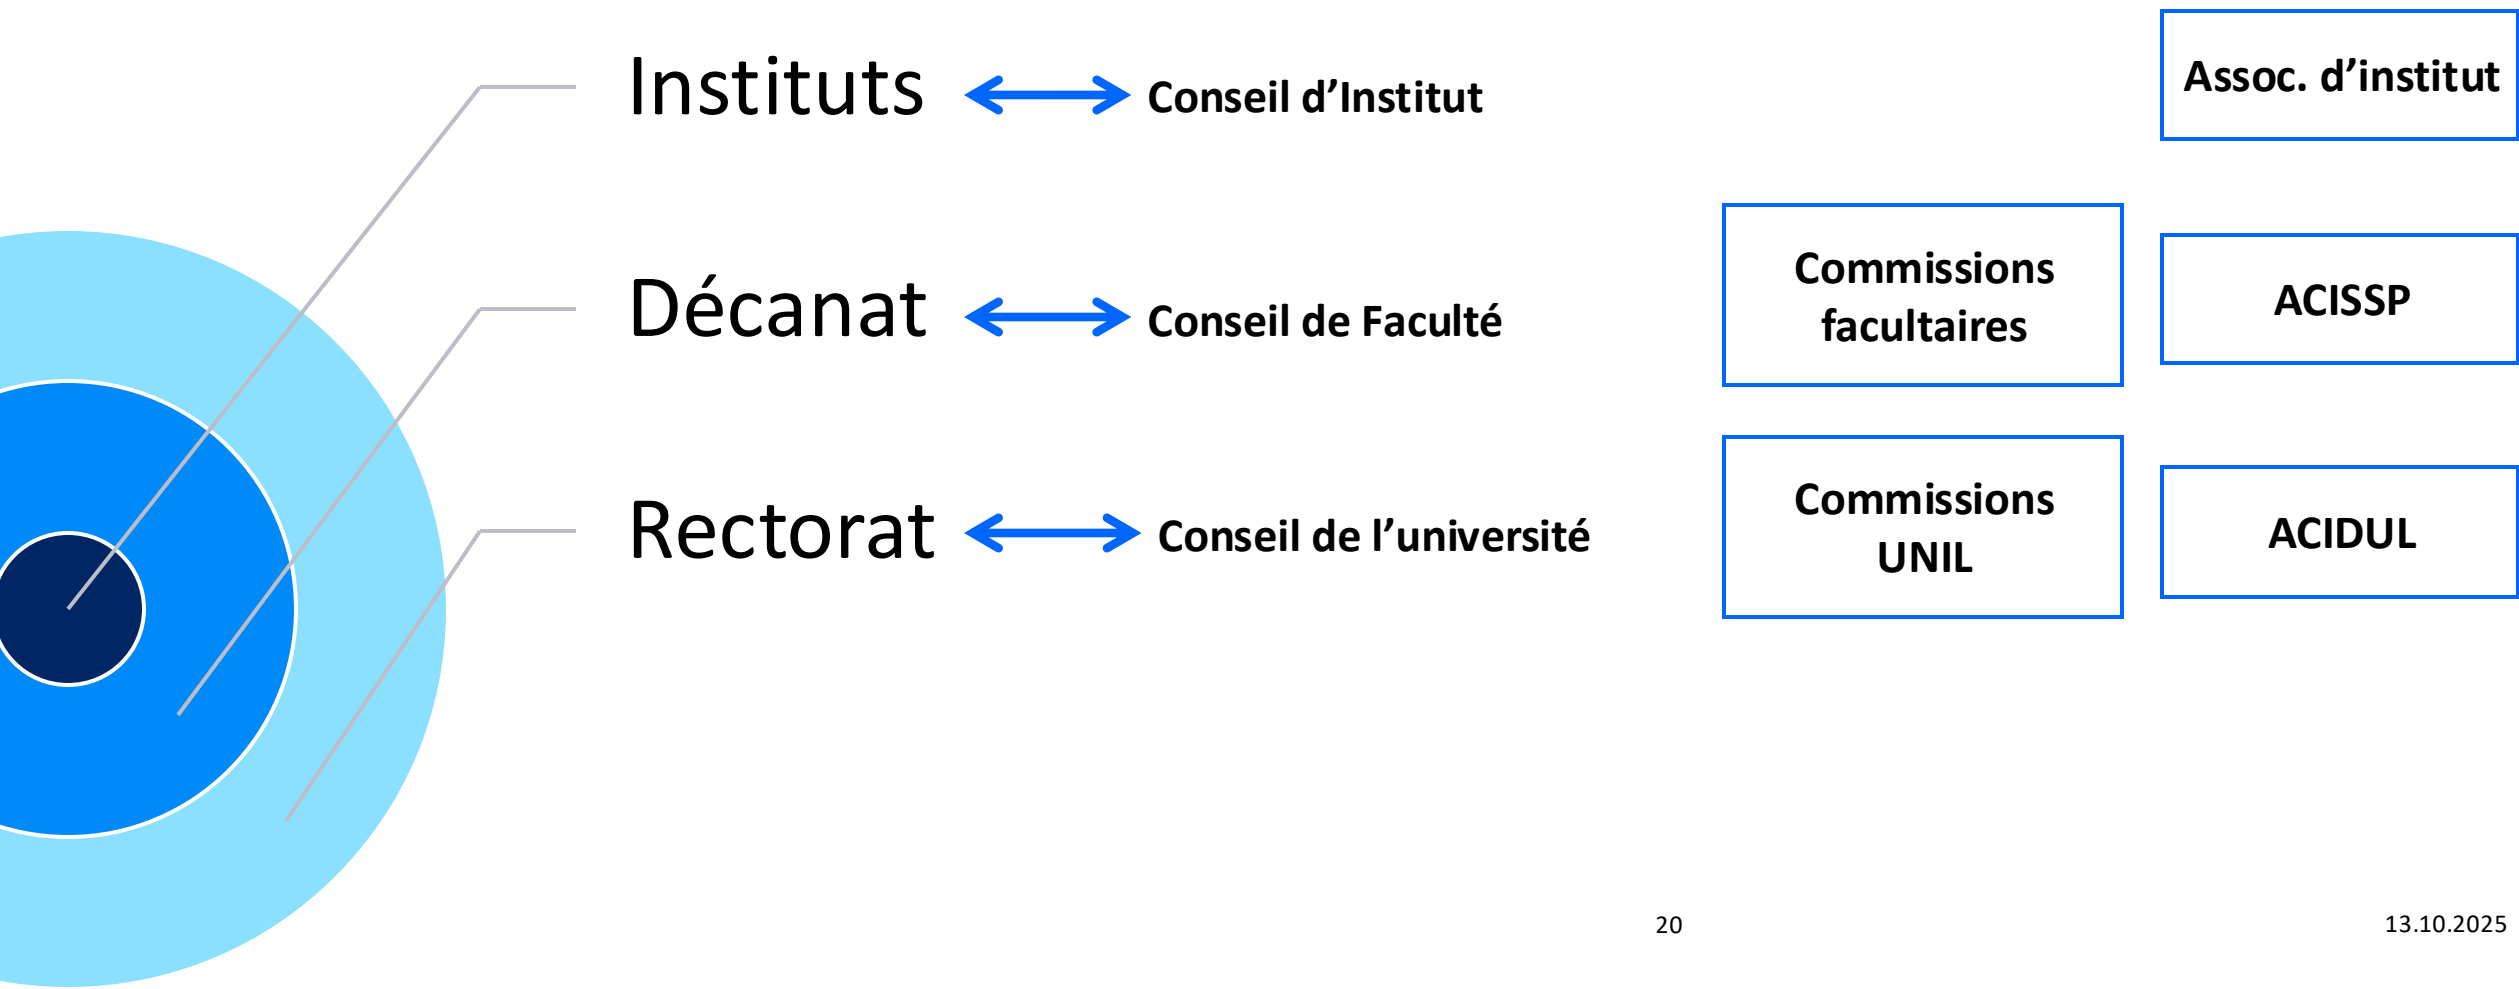 Instituts
Conseil d’Institut
Assoc. d’institut
Décanat
Conseil de Faculté
Commissions
facultaires
ACISSP
Rectorat
Conseil de l’université
Commissions
UNIL
ACIDUL
20
13.10.2025